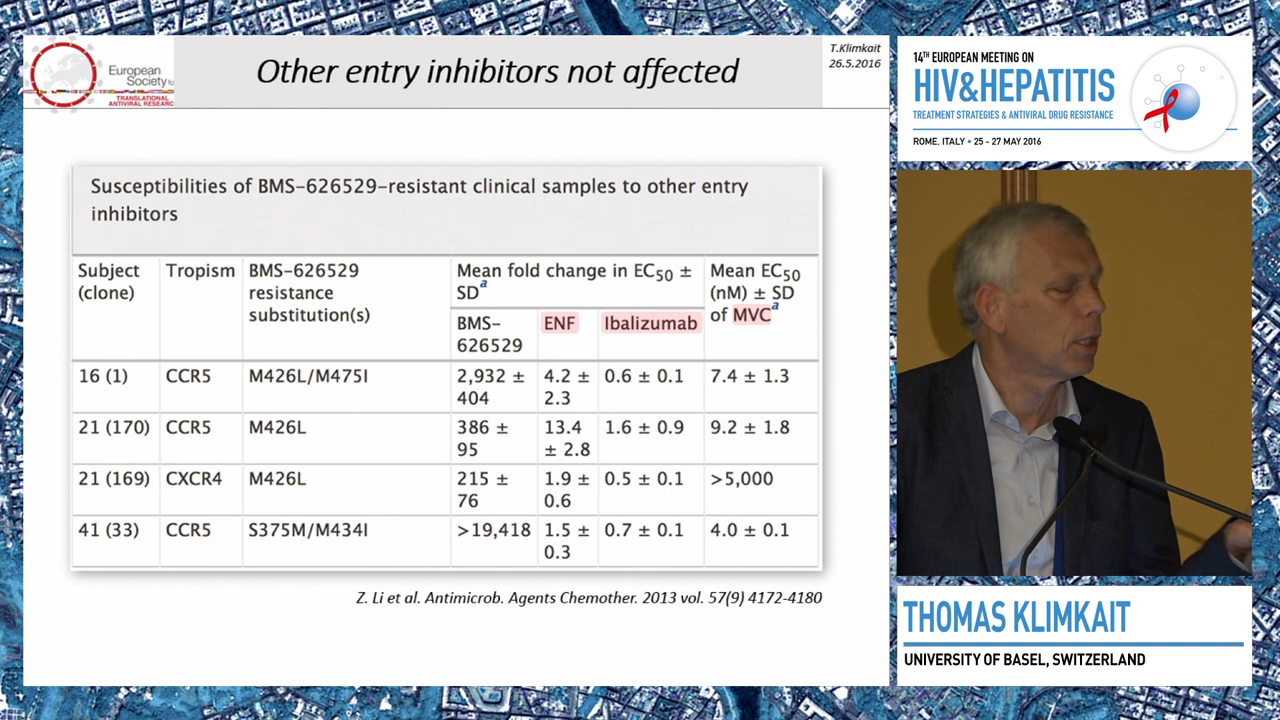 European
Society
TRANSLATIONAL
ANTIVIRAL RESEARC
Other entry inhibitors not affected
T.Klimkait
26.5.2016
Susceptibilities of BMS-626529-resistant clinical samples to other entry
inhibitors
Subject (clone) Tropism BMS-626529 resistance substitution(s) Mean fold change in EC50 ± SDa Mean EC50 (nM) ± SD of MVCa
BMS-626529 ENF Ibalizumab
16 (1) CCR5 M426L/M475I 2,932 ± 404 4.2 ± 2.3 0.6 ± 0.1 7.4 ± 1.3
21 (170) CCR5 M426L 386 ± 95 13.4 ± 2.8 1.6 ± 0.9 9.2 ± 1.8
21 (169) CXCR4 M426L 215 ± 76 1.9 ± 0.6 0.5 ± 0.1 >5,000
41 (33) CCR5 S375M/M434I >19,418 1.5 ± 0.3 0.7 ± 0.1 4.0 ± 0.1
Z. Li et al. Antimicrob. Agents Chemother. 2013 vol. 57(9) 4172-4180
14TH EUROPEAN MEETING ON
HIV&HEPATITIS
TREATMENT STRATEGIES & ANTIVIRAL DRUG RESISTANCE
ROME, ITALY • 25 - 27 MAY 2016
THOMAS KLIMKAIT
UNIVERSITY OF BASEL, SWITZERLAND